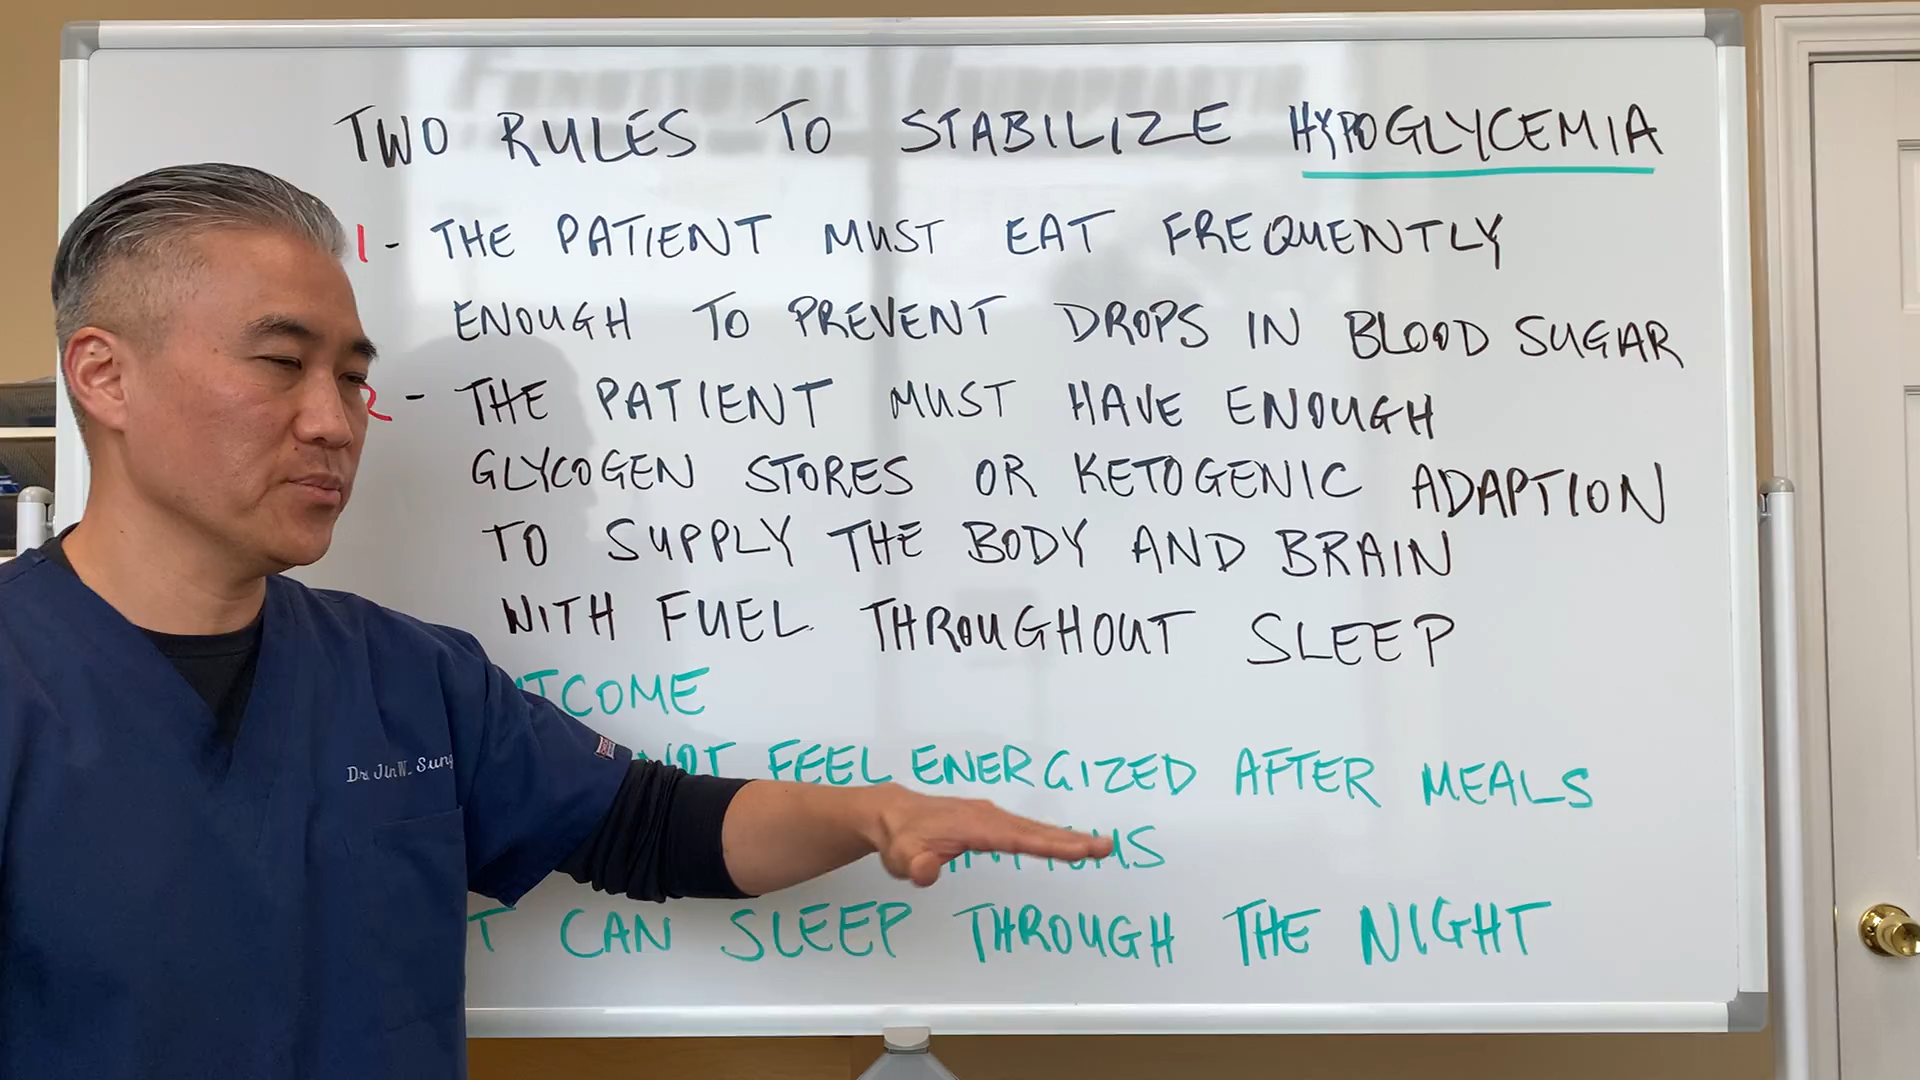 TWO RULES TO STABILIZE HYPOGLYCEMIA
1- THE PATIENT MUST EAT FREQUENTLY
ENOUGH TO PREVENT DROPS IN BLOOD SUGAR
2- THE PATIENT MUST HAVE ENOUGH
GLYCOGEN STORES OR KETOGENIC ADAPTION
TO SUPPLY THE BODY AND BRAIN
WITH FUEL THROUGHOUT SLEEP
NOT FEEL ENERGIZED AFTER MEALS
CAN SLEEP THROUGH THE NIGHT
Dr. Jin W. Sung